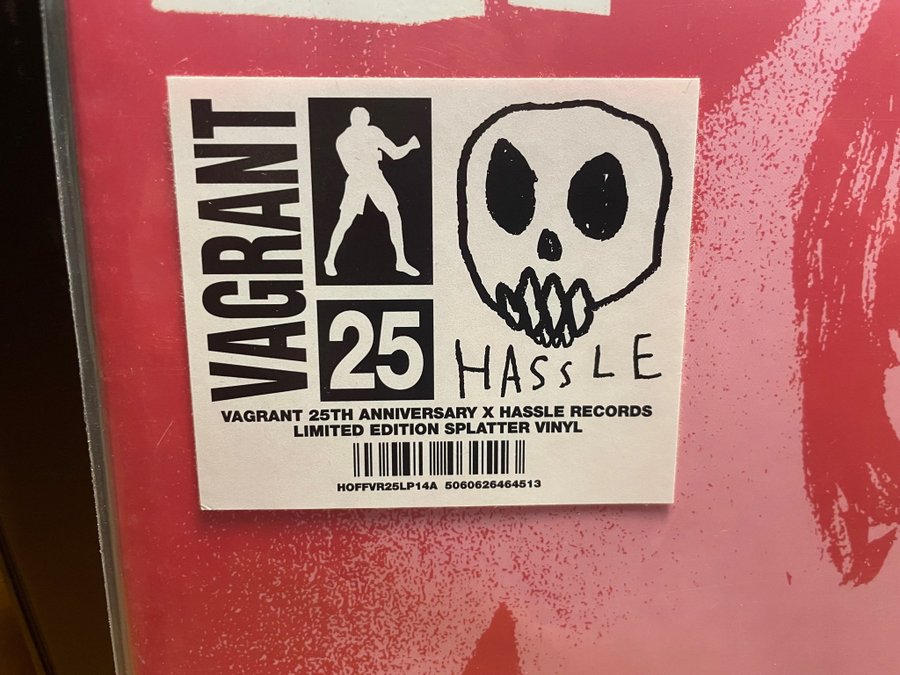 VAGRANT
25
HASSLE
VAGRANT 25TH ANNIVERSARY X HASSLE RECORDS
LIMITED EDITION SPLATTER VINYL
HOFFVR25LP14A 5060626464513